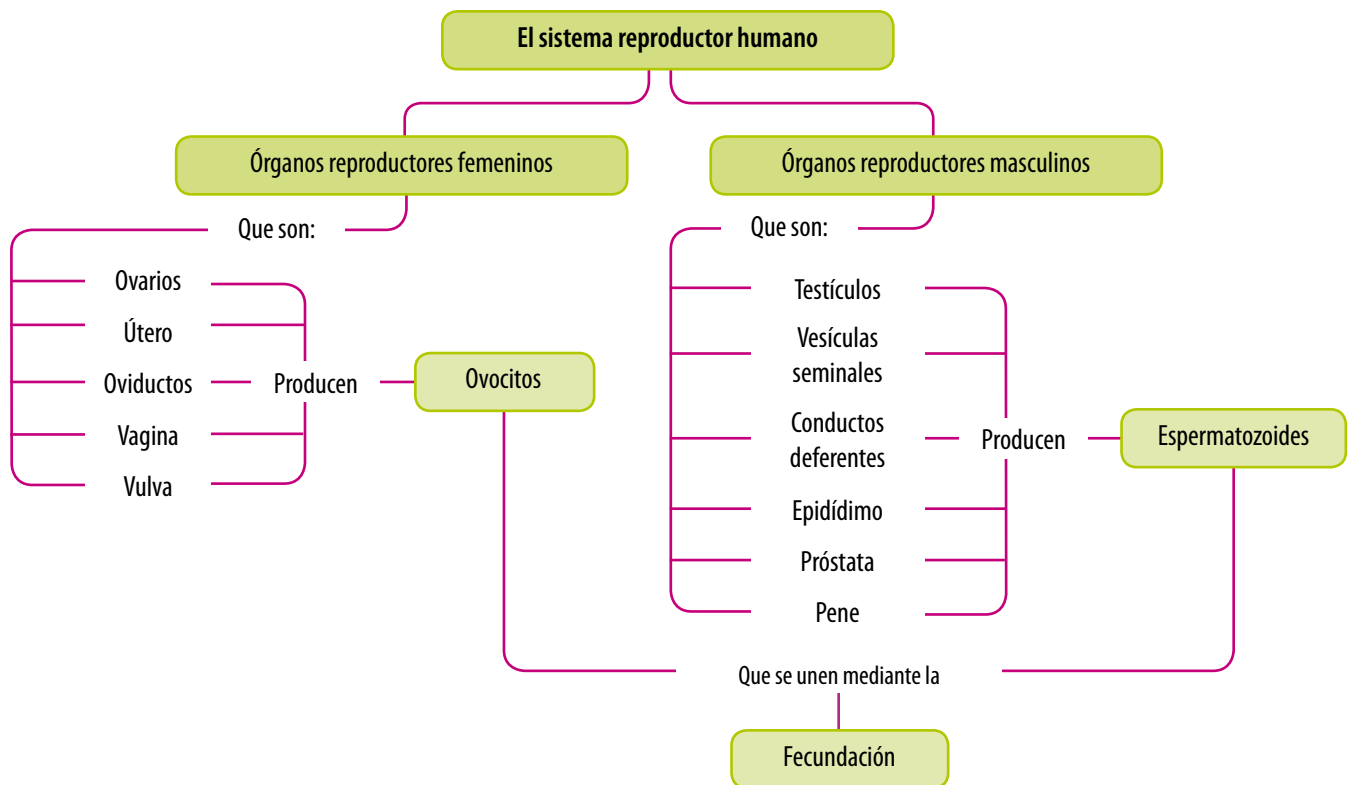 El sistema reproductor humano
Órganos reproductores femeninos
Órganos reproductores masculinos
Que son:
Ovarios
Útero
Oviductos
Vagina
Vulva
Producen
Ovocitos
Que son:
Testículos
Vesículas
seminales
Conductos
deferentes
Epidídimo
Próstata
Pene
Producen
Espermatozoides
Que se unen mediante la
Fecundación